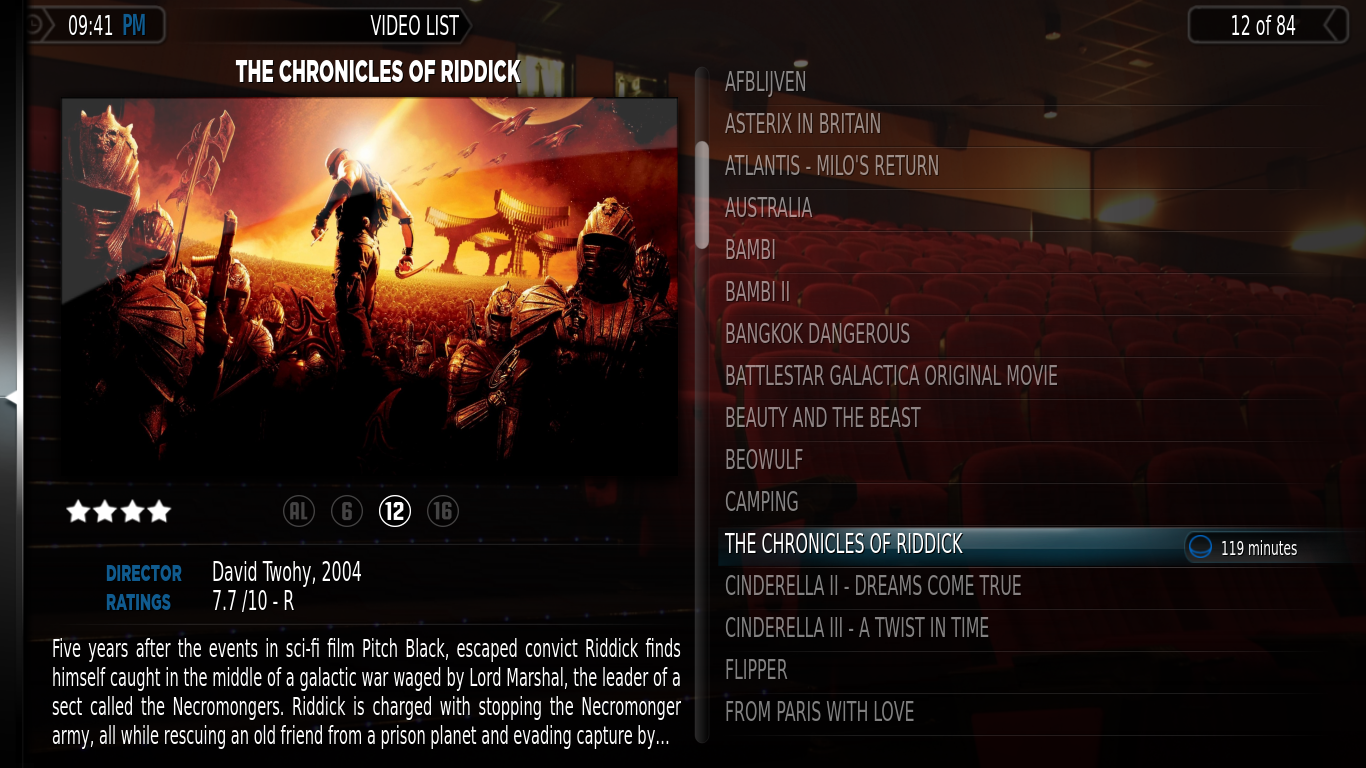 09:41 PM
VIDEO LIST
12 of 84
THE CHRONICLES OF RIDDICK
AL 6 12 16
DIRECTOR David Twohy, 2004
RATINGS 7.7 /10 - R
Five years after the events in sci-fi film Pitch Black, escaped convict Riddick finds
himself caught in the middle of a galactic war waged by Lord Marshal, the leader of a
sect called the Necromongers. Riddick is charged with stopping the Necromonger
army, all while rescuing an old friend from a prison planet and evading capture by...
AFBLIJVEN
ASTERIX IN BRITAIN
ATLANTIS - MILO'S RETURN
AUSTRALIA
BAMBI
BAMBI II
BANGKOK DANGEROUS
BATTLESTAR GALACTICA ORIGINAL MOVIE
BEAUTY AND THE BEAST
BEOWULF
CAMPING
THE CHRONICLES OF RIDDICK 119 minutes
CINDERELLA II - DREAMS COME TRUE
CINDERELLA III - A TWIST IN TIME
FLIPPER
FROM PARIS WITH LOVE